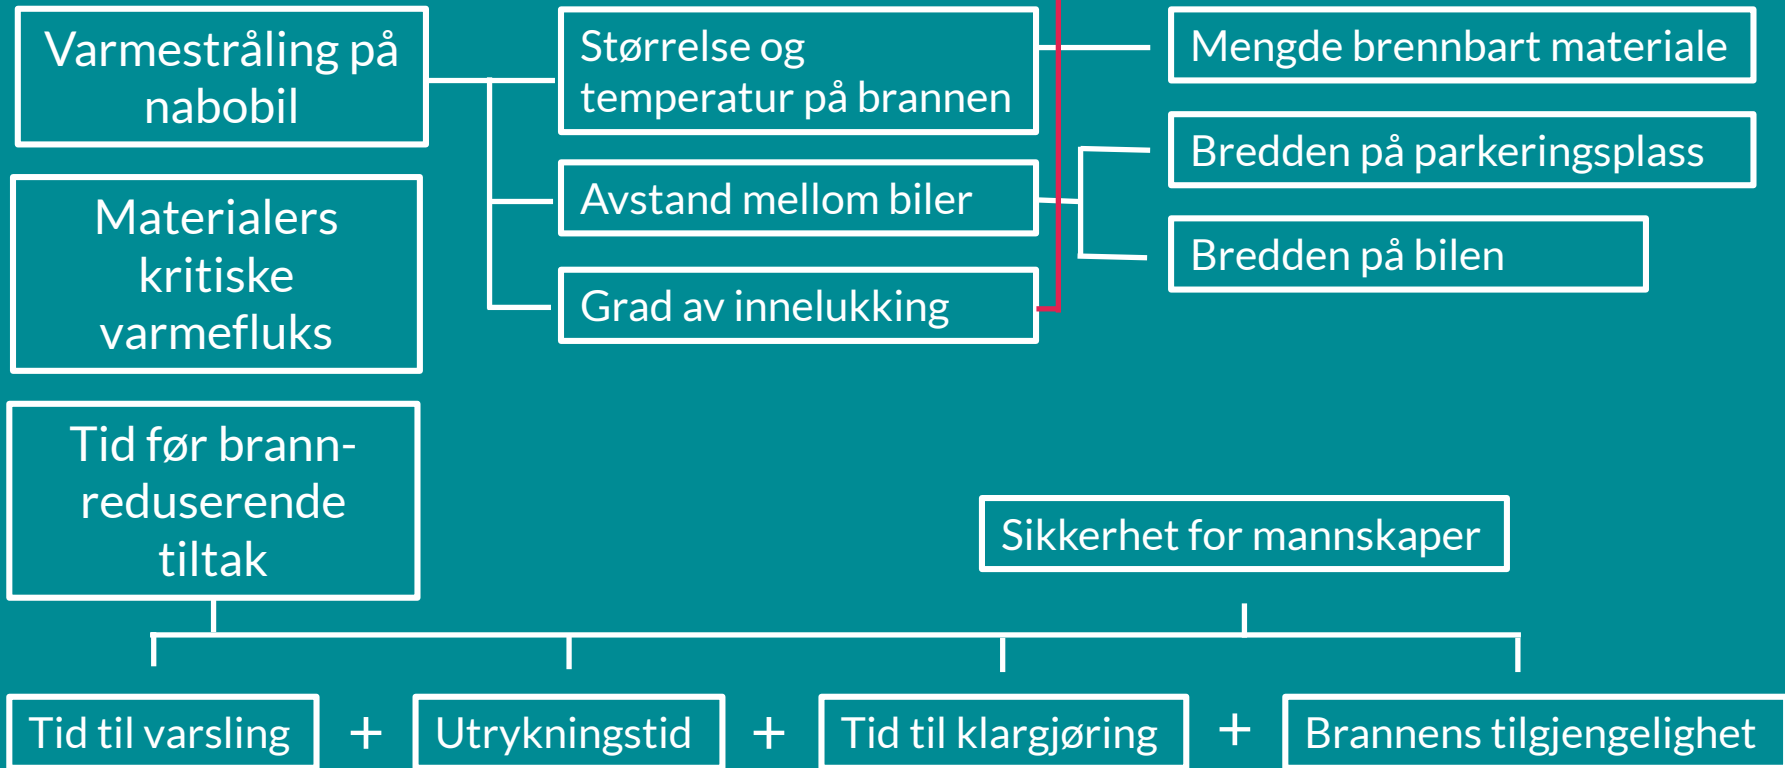 Varmestråling på
nabobil
Størrelse og
temperatur på brannen
Mengde brennbart materiale
Bredden på parkeringsplass
Avstand mellom biler
Bredden på bilen
Grad av innelukking
Materialers
kritiske
varmefluks
Tid før brann-
reduserende
tiltak
Sikkerhet for mannskaper
Tid til varsling + Utrykningstid + Tid til klargjøring + Brannens tilgjengelighet